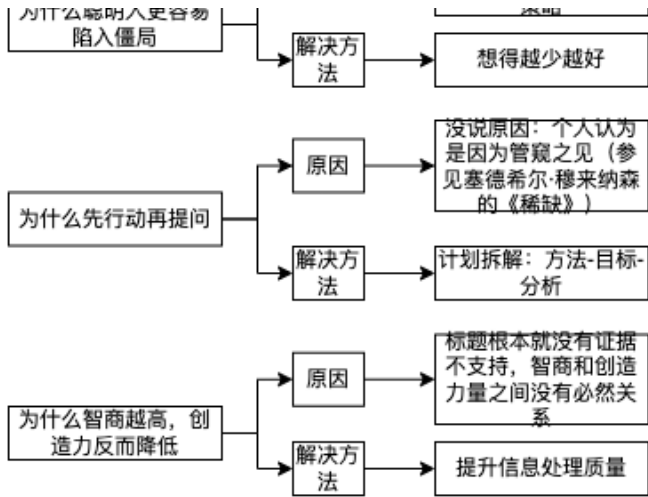 为什么聪明人更容易
陷入僵局
策略
解决方
法
想得越少越好
为什么先行动再提问
原因
没说原因：个人认为
是因为管窥之见（参
见塞德希尔·穆来纳森
的《稀缺》）
解决方
法
计划拆解：方法-目标-
分析
为什么智商越高，创
造力反而降低
原因
标题根本就没有证据
不支持，智商和创造
力量之间没有必然关
系
解决方
法
提升信息处理质量